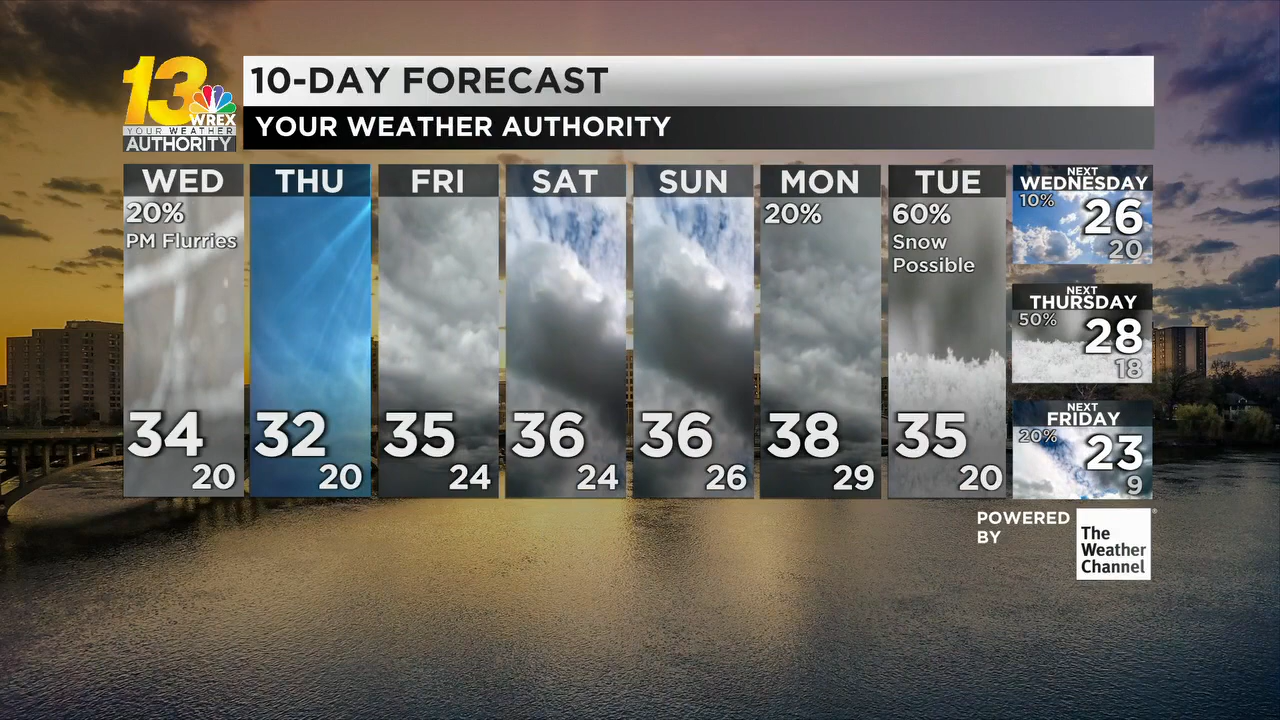 13
WREX
YOUR WEATHER
AUTHORITY
10-DAY FORECAST
YOUR WEATHER AUTHORITY
WED
20%
PM Flurries
34
20
THU
32
20
FRI
35
24
SAT
36
24
SUN
36
26
MON
20%
38
29
TUE
60%
Snow
Possible
35
20
NEXT
WEDNESDAY
10%
26
20
NEXT
THURSDAY
50%
28
18
NEXT
FRIDAY
20%
23
9
POWERED
BY
The
Weather
Channel
®